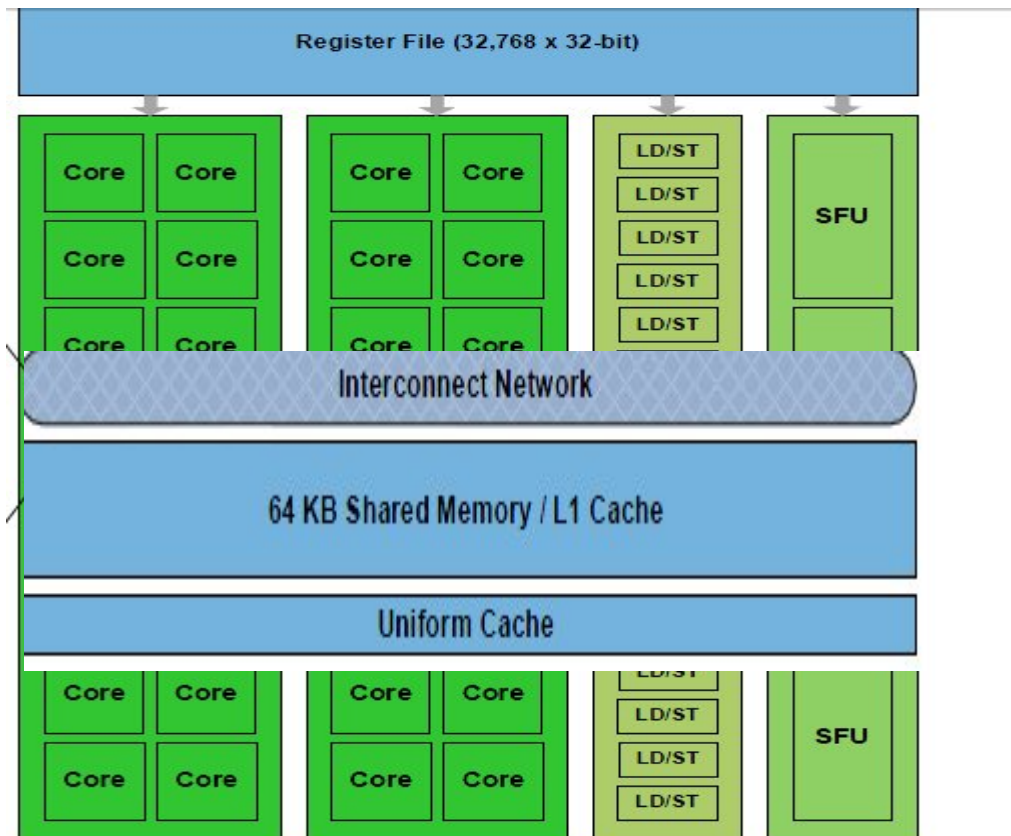 Register File (32,768 x 32-bit)
Core Core Core Core LD/ST
LD/ST
SFU
LD/ST
Core Core Core Core LD/ST
LD/ST
Core Core Core Core
Interconnect Network
64 KB Shared Memory / L1 Cache
Uniform Cache
LD/ST
Core Core Core Core
LD/ST
SFU
LD/ST
Core Core Core Core
LD/ST